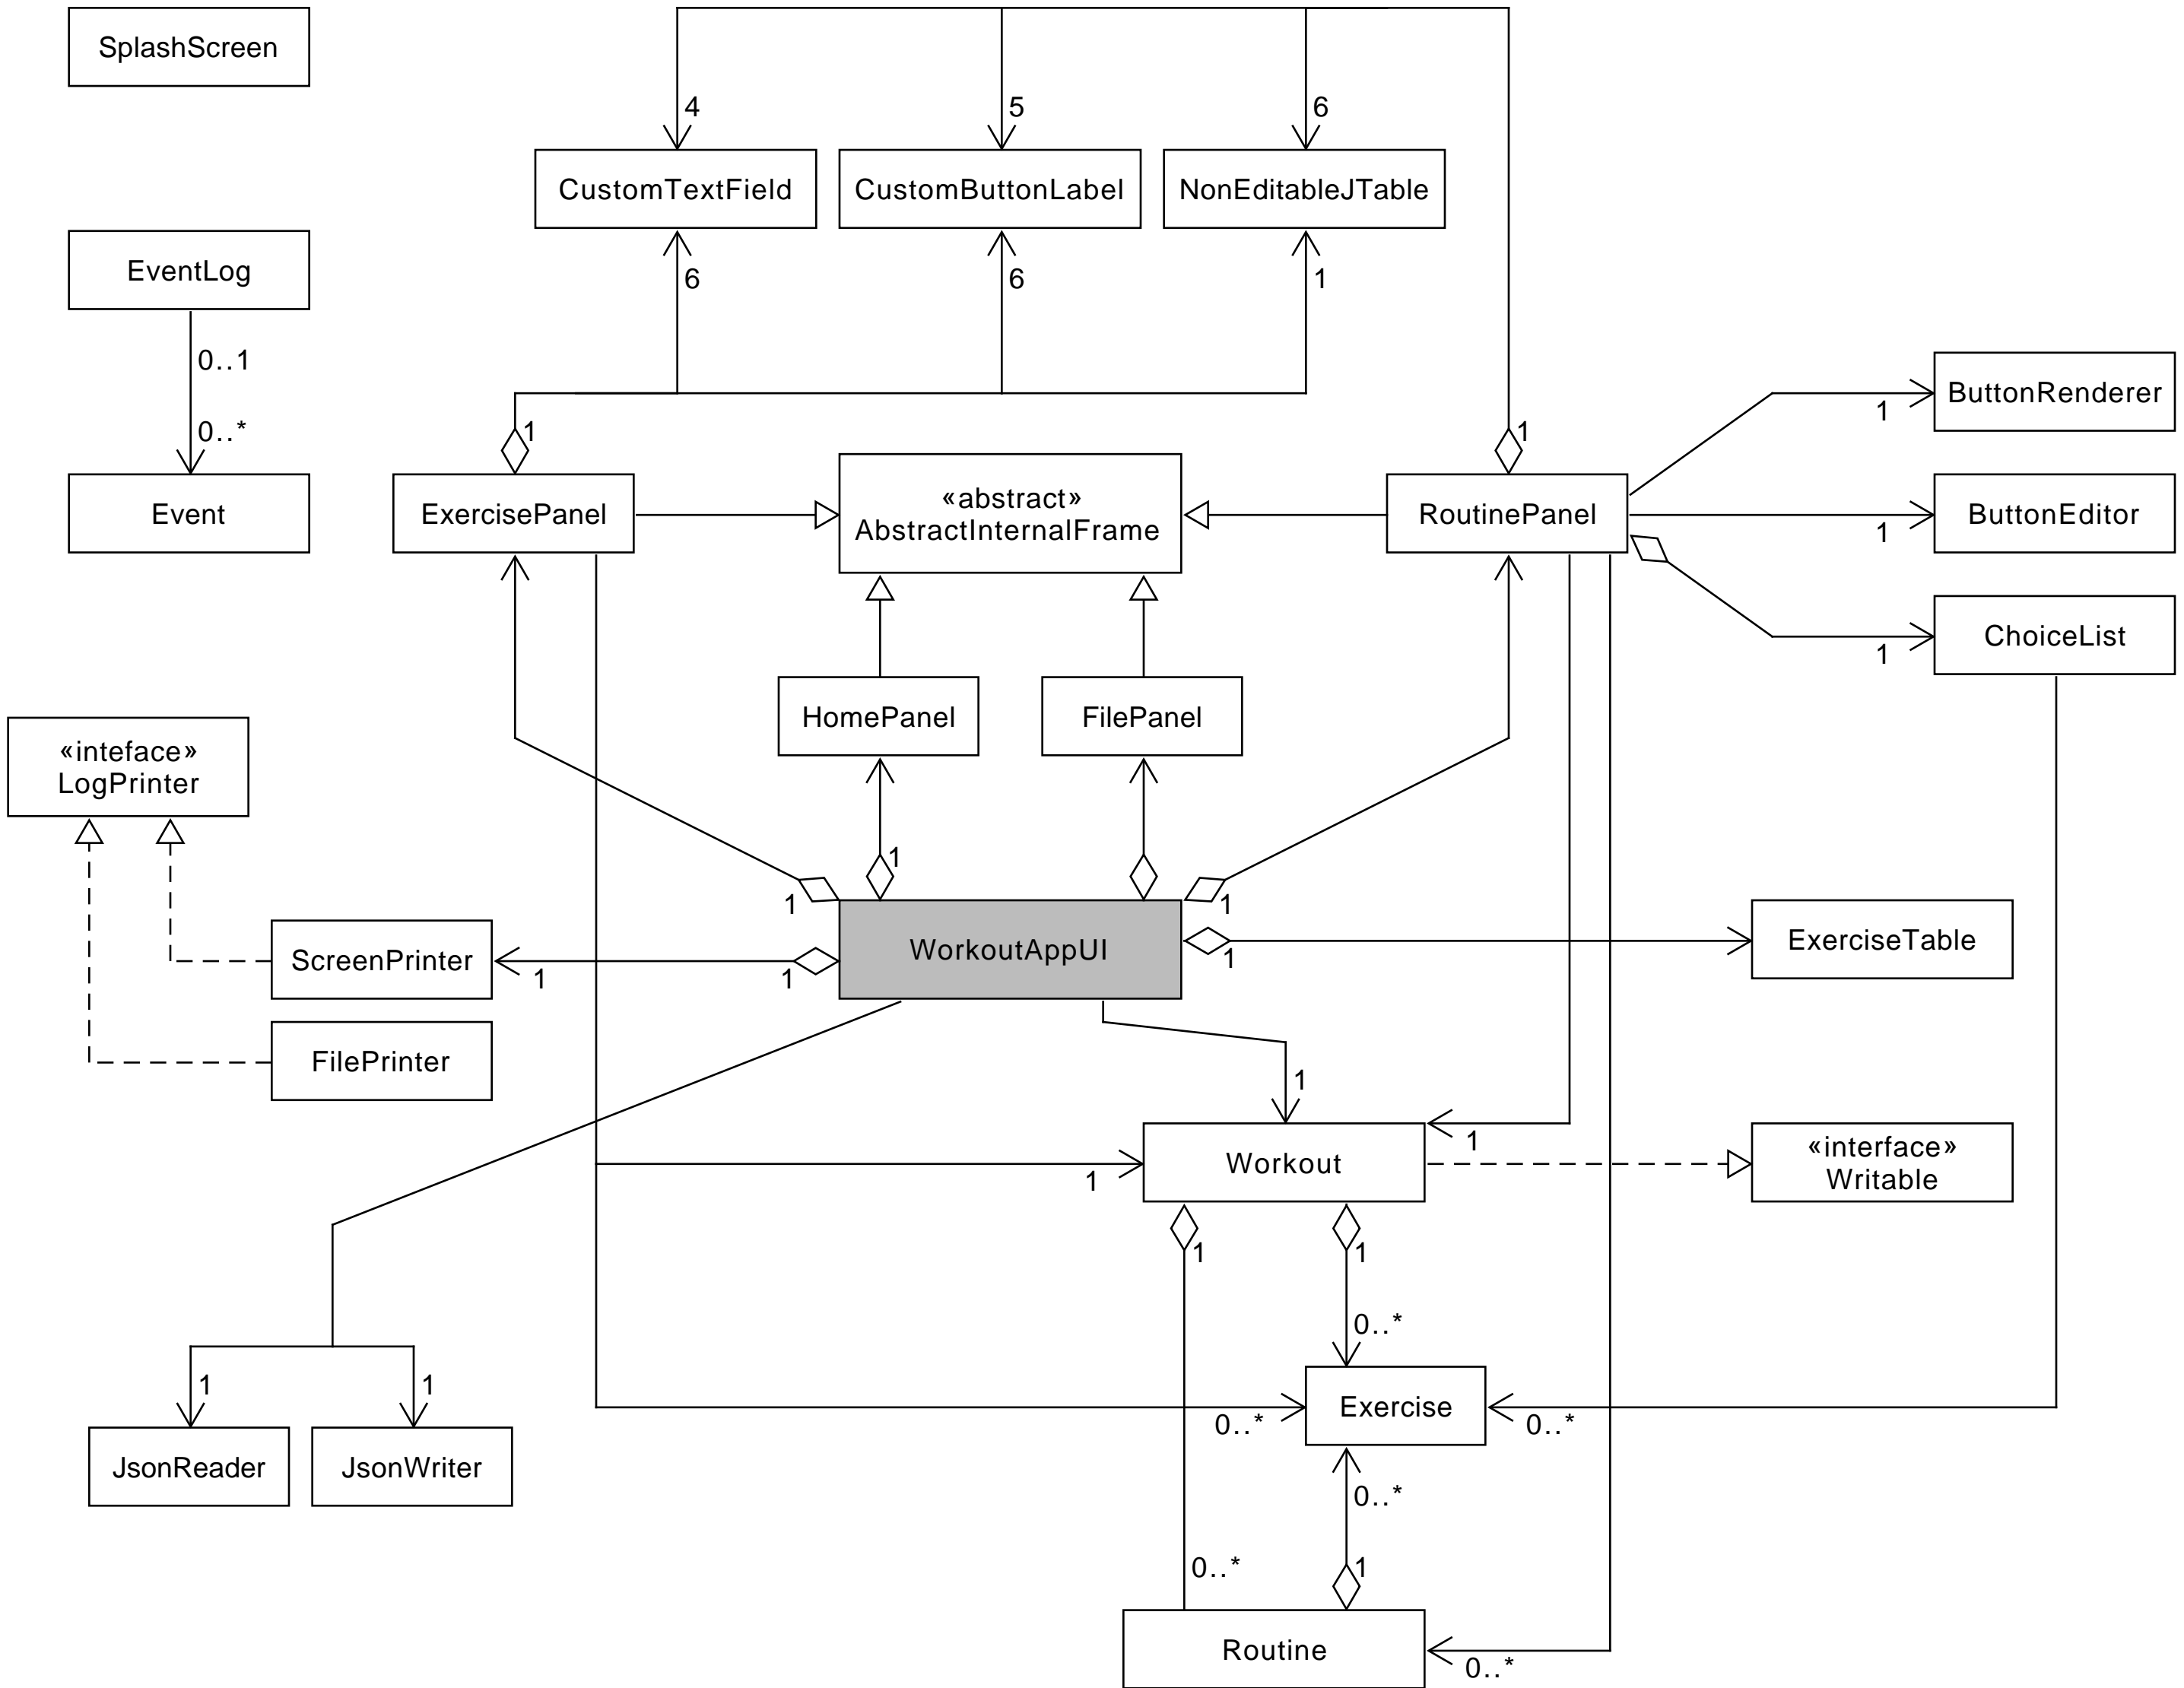 SplashScreen
4
5
6
CustomTextField
CustomButtonLabel
NonEditableJTable
EventLog
6
6
1
0..1
0..*
1
1
ButtonRenderer
1
Event
ExercisePanel
«abstract»
AbstractInternalFrame
RoutinePanel
ButtonEditor
1
ChoiceList
1
HomePanel
FilePanel
«inteface»
LogPrinter
1
1
1
ScreenPrinter
1
1
WorkoutAppUI
1
ExerciseTable
FilePrinter
1
1
1
Workout
«interface»
Writable
1
1
0..*
1
1
Exercise
0..*
0..*
JsonReader
JsonWriter
0..*
0..*
1
Routine
0..*